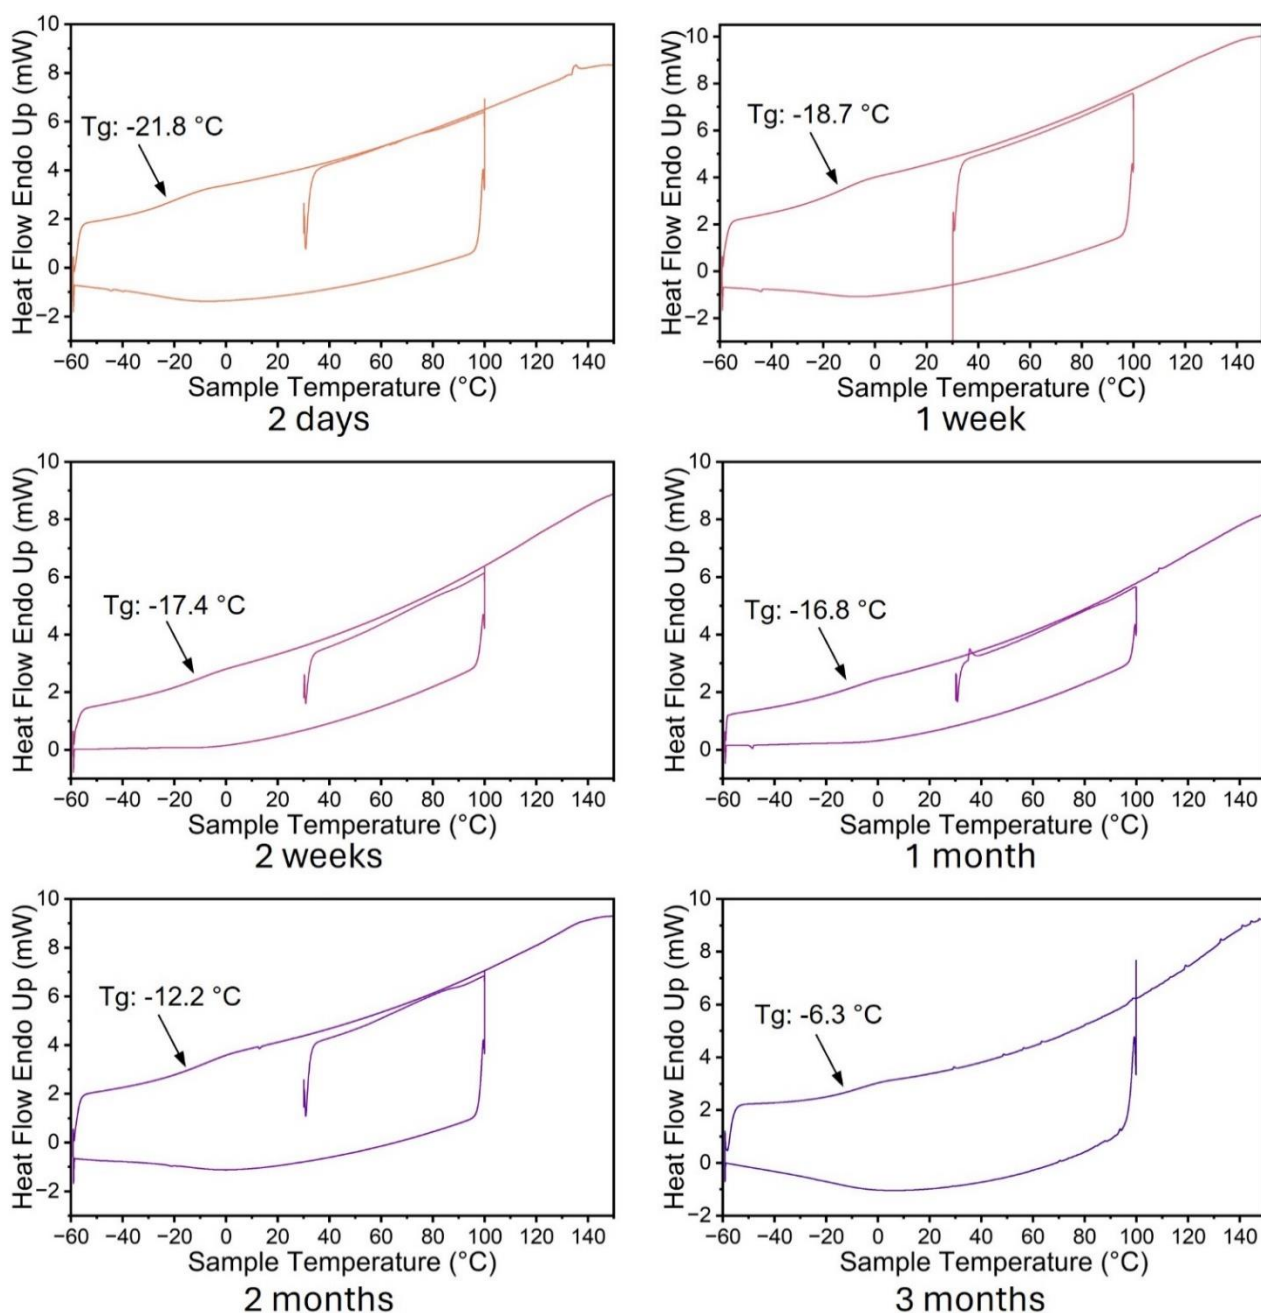 Heat Flow Endo Up (mW)
10
8
6
4
2
0
−2
Tg: -21.8 °C
−60 −40 −20 0 20 40 60 80 100 120 140
Sample Temperature (°C)
2 days
Heat Flow Endo Up (mW)
10
8
6
4
2
0
−2
Tg: -18.7 °C
−60 −40 −20 0 20 40 60 80 100 120 140
Sample Temperature (°C)
1 week
Heat Flow Endo Up (mW)
10
8
6
4
2
0
Tg: -17.4 °C
−60 −40 −20 0 20 40 60 80 100 120 140
Sample Temperature (°C)
2 weeks
Heat Flow Endo Up (mW)
10
8
6
4
2
0
Tg: -16.8 °C
−60 −40 −20 0 20 40 60 80 100 120 140
Sample Temperature (°C)
1 month
Heat Flow Endo Up (mW)
10
8
6
4
2
0
−2
Tg: -12.2 °C
−60 −40 −20 0 20 40 60 80 100 120 140
Sample Temperature (°C)
2 months
Heat Flow Endo Up (mW)
10
8
6
4
2
0
−2
Tg: -6.3 °C
−60 −40 −20 0 20 40 60 80 100 120 140
Sample Temperature (°C)
3 months